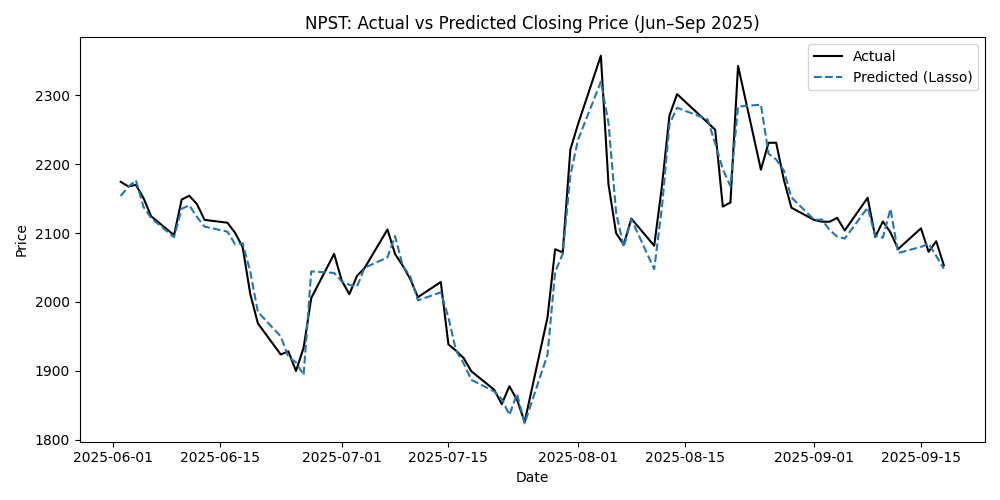 NPST: Actual vs Predicted Closing Price (Jun–Sep 2025)
Actual
Predicted (Lasso)
Price
2300
2200
2100
2000
1900
1800
2025-06-01 2025-06-15 2025-07-01 2025-07-15 2025-08-01 2025-08-15 2025-09-01 2025-09-15
Date